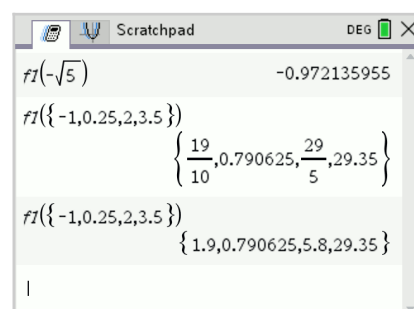 Scratchpad DEG
f1(-√5) -0.972135955
f1({-1,0.25,2,3.5})
{19/10,0.790625,29/5,29.35}
f1({-1,0.25,2,3.5})
{1.9,0.790625,5.8,29.35}